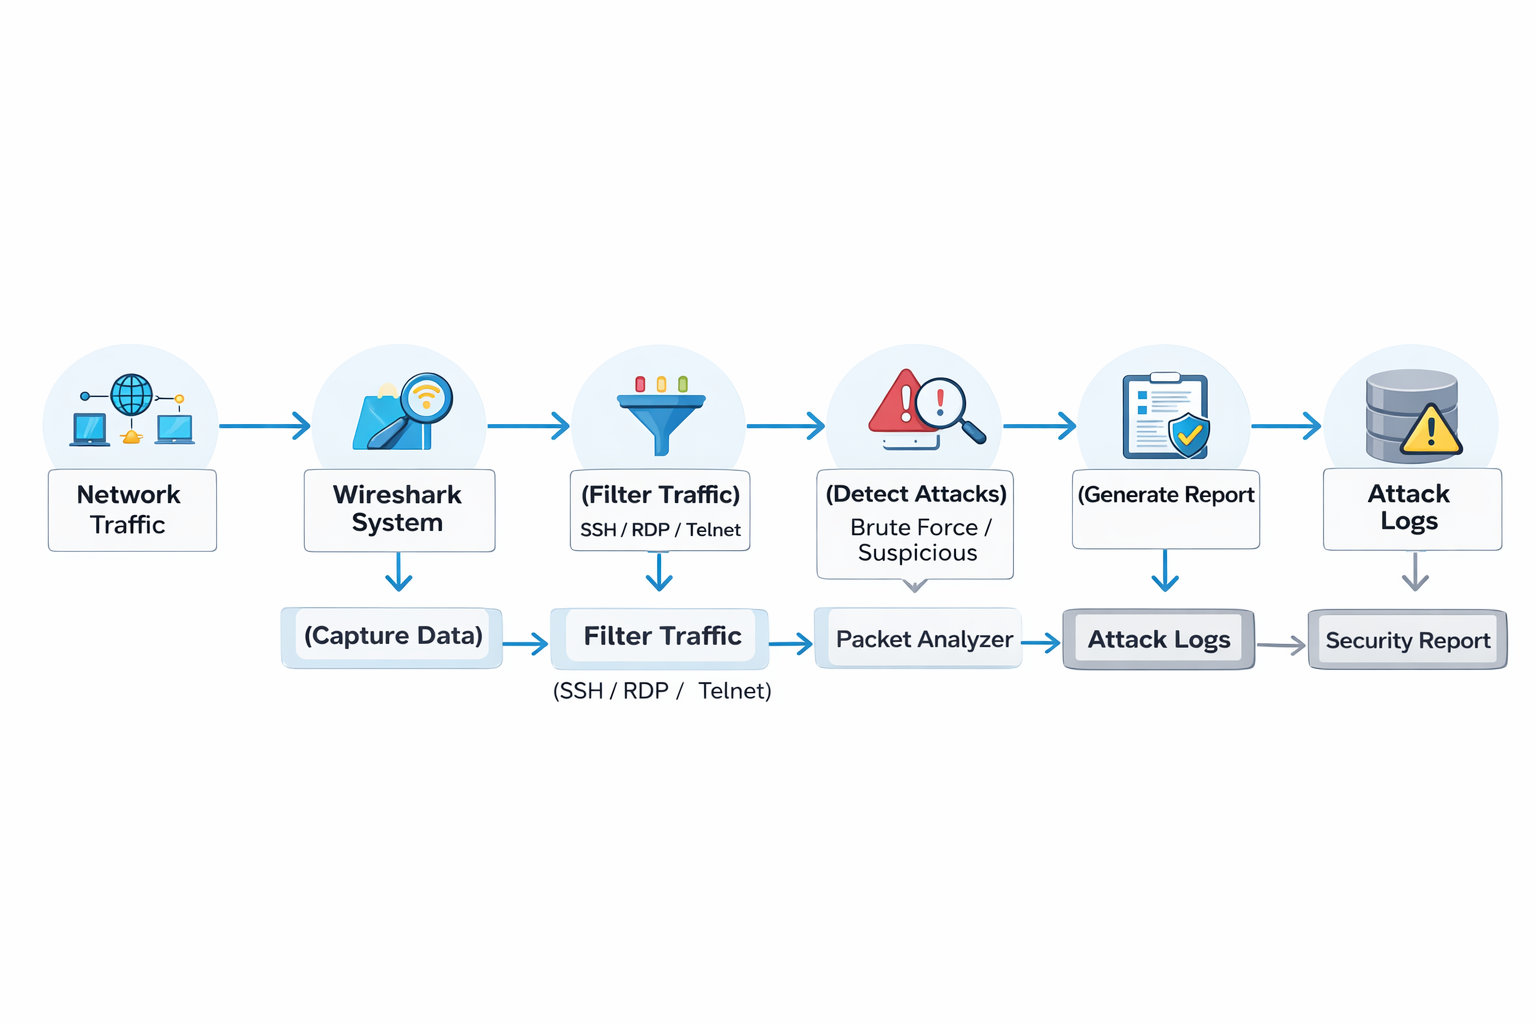 Network
Traffic
Wireshark
System
(Filter Traffic)
SSH / RDP / Telnet
(Detect Attacks)
Brute Force /
Suspicious
(Generate Report
Attack
Logs
(Capture Data)
Filter Traffic
(SSH / RDP / Telnet)
Packet Analyzer
Attack Logs
Security Report